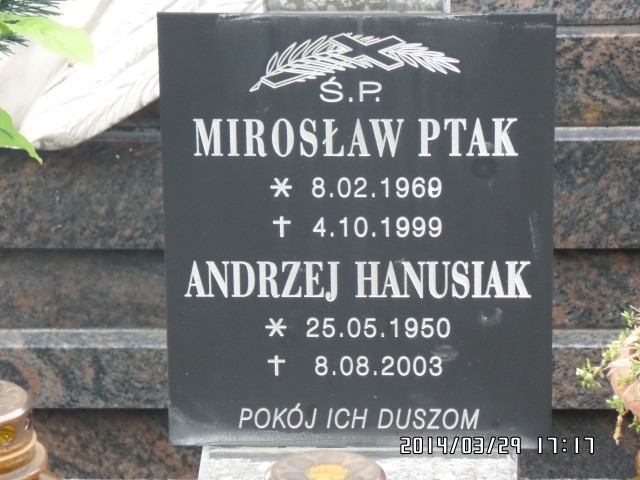 Ś.P.
MIROSŁAW PTAK
* 8.02.1969
† 4.10.1999
ANDRZEJ HANUSIAK
* 25.05.1950
† 8.08.2003
POKÓJ ICH DUSZOM
2014/03/29 17:17